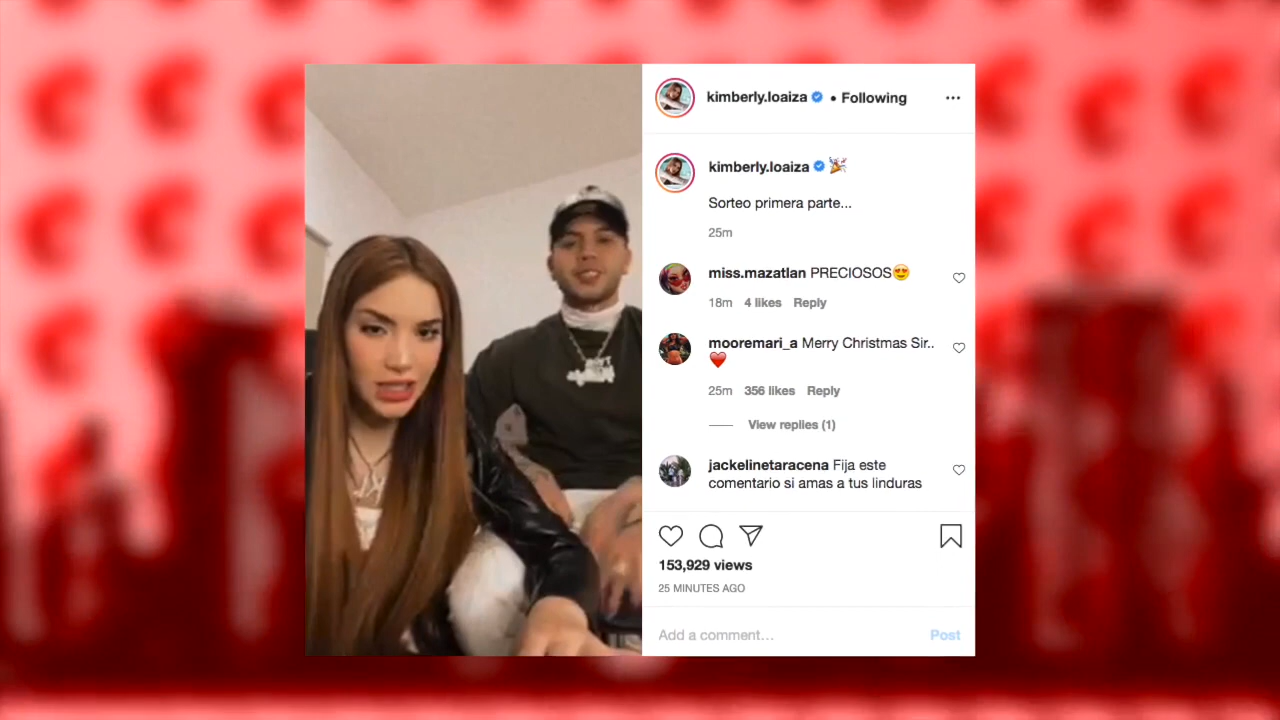 kimberly.loaiza • Following
kimberly.loaiza 🎉
Sorteo primera parte...
25m
miss.mazatlan PRECIOSOS😍
18m 4 likes Reply
mooremari_a Merry Christmas Sir..
❤️
25m 356 likes Reply
View replies (1)
jackelinetaracena Fija este
comentario si amas a tus linduras
153,929 views
25 MINUTES AGO
Add a comment... Post